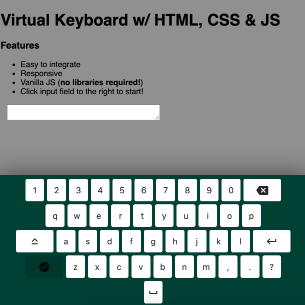 Virtual Keyboard w/ HTML, CSS & JS
Features
Easy to integrate
Responsive
Vanilla JS (no libraries required!)
Click input field to the right to start!
1 2 3 4 5 6 7 8 9 0
q w e r t y u i o p
a s d f g h j k l
z x c v b n m , . ?